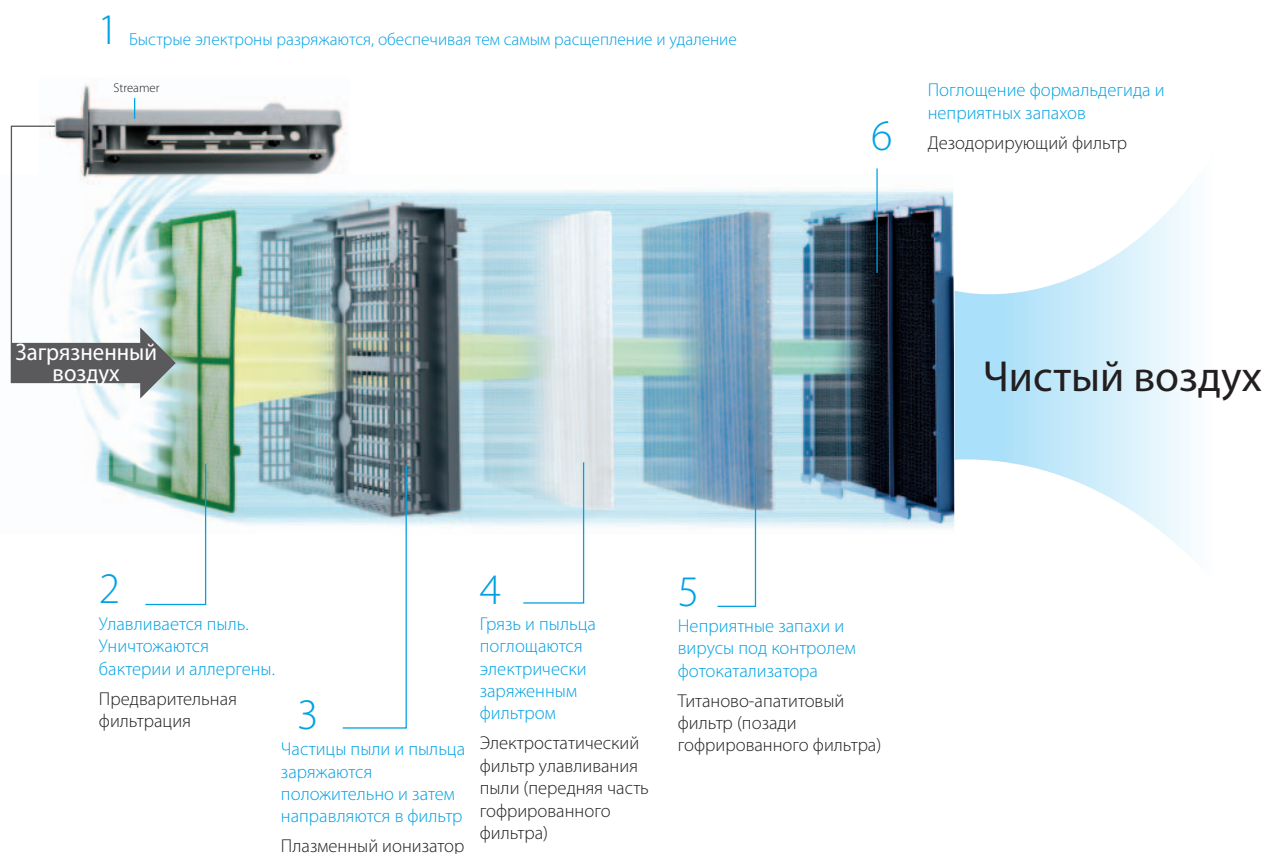 1 Быстрые электроны разряжаются, обеспечивая тем самым расщепление и удаление
Streamer
Поглощение формальдегида и
неприятных запахов
6
Дезодорирующий фильтр
Загрязненный
воздух
Чистый воздух
2
Улавливается пыль.
Уничтожаются
бактерии и аллергены.
Предварительная
фильтрация
3
Частицы пыли и пыльца
заряжаются
положительно и затем
направляются в фильтр
Плазменный ионизатор
4
Грязь и пыльца
поглощаются
электрически
заряженным
фильтром
Электростатический
фильтр улавливания
пыли (передняя часть
гофрированного
фильтра)
5
Неприятные запахи и
вирусы под контролем
фотокатализатора
Титаново-апатитовый
фильтр (позади
гофрированного фильтра)